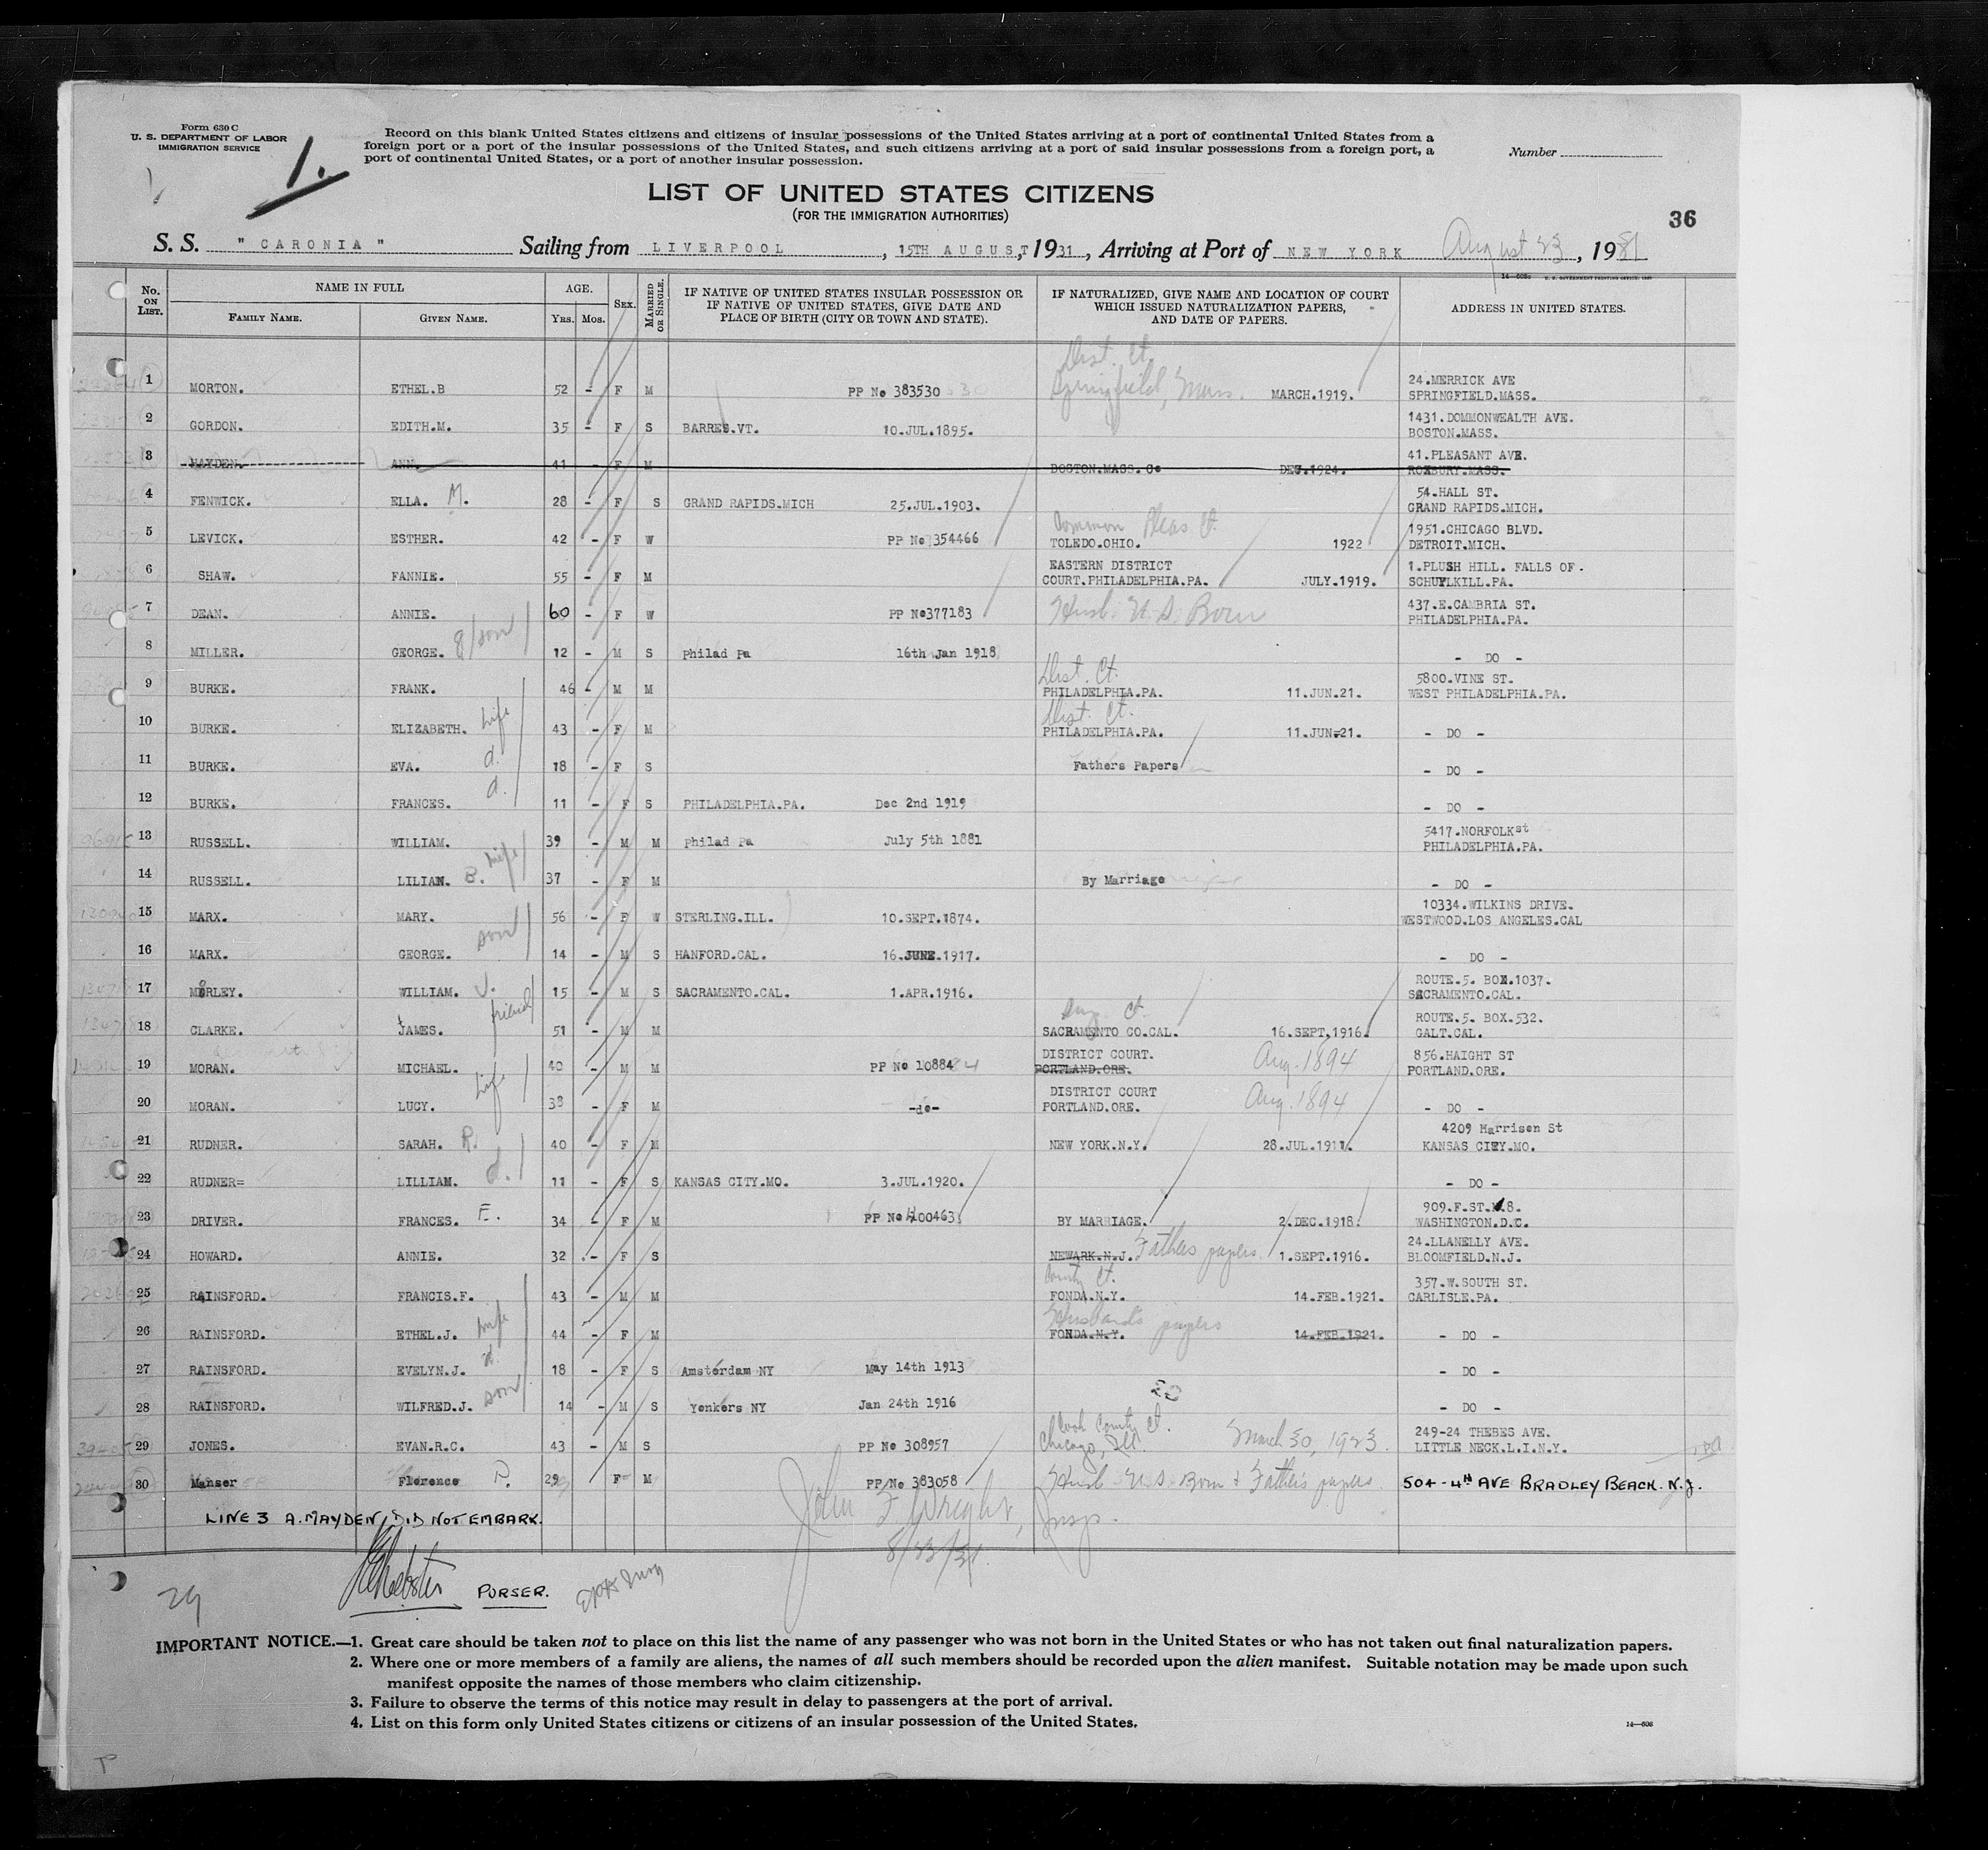 Form 630 C
U. S. DEPARTMENT OF LABOR
IMMIGRATION SERVICE
1.
Record on this blank United States citizens and citizens of insular possessions of the United States arriving at a port of continental United States from a
foreign port or a port of the insular possessions of the United States, and such citizens arriving at a port of said insular possessions from a foreign port, a
port of continental United States, or a port of another insular possession.
Number
LIST OF UNITED STATES CITIZENS
(FOR THE IMMIGRATION AUTHORITIES)
36
S. S. " CARONIA " Sailing from LIVERPOOL, 15TH AUGUST, 1931, Arriving at Port of NEW YORK August 23, 1931
No. ON LIST. NAME IN FULL FAMILY NAME. GIVEN NAME. AGE. YRS. MOS. SEX. MARRIED OR SINGLE. IF NATIVE OF UNITED STATES INSULAR POSSESSION OR IF NATIVE OF UNITED STATES, GIVE DATE AND PLACE OF BIRTH (CITY OR TOWN AND STATE). IF NATURALIZED, GIVE NAME AND LOCATION OF COURT WHICH ISSUED NATURALIZATION PAPERS, AND DATE OF PAPERS. ADDRESS IN UNITED STATES.
1 MORTON. ETHEL.B 52 - F M PP No 383530 Dist. Ct. Springfield, Mass. MARCH.1919. 24.MERRICK AVE SPRINGFIELD.MASS.
2 GORDON. EDITH.M. 35 - F S BARRES.VT. 10.JUL.1895. 1431.DOMMONWEALTH AVE. BOSTON.MASS.
3 MAYDEN. ANN. 41 - F M BOSTON.MASS. Co DEC.1924. 41.PLEASANT AVE. ROXBURY.MASS.
4 FENWICK. ELLA. M. 28 - F S GRAND RAPIDS.MICH 25.JUL.1903. 54.HALL ST. GRAND RAPIDS.MICH.
5 LEVICK. ESTHER. 42 - F W PP No 354466 Common Pleas Ct. TOLEDO.OHIO. 1922 1951.CHICAGO BLVD. DETROIT.MICH.
6 SHAW. FANNIE. 55 - F M EASTERN DISTRICT COURT.PHILADELPHIA.PA. JULY.1919. 1.PLUSH HILL. FALLS OF. SCHUYLKILL.PA.
7 DEAN. ANNIE. 60 - F W PP No377183 Husb. U.S. Born 437.E.CAMBRIA ST. PHILADELPHIA.PA.
8 MILLER. GEORGE. g/son 12 - M S Philad Pa 16th Jan 1918 - DO -
9 BURKE. FRANK. 46 - M M Dist. Ct. PHILADELPHIA.PA. 11.JUN.21. 5800.VINE ST. WEST PHILADELPHIA.PA.
10 BURKE. ELIZABETH. wife 43 - F M Dist. Ct. PHILADELPHIA.PA. 11.JUN-21. - DO -
11 BURKE. EVA. d. 18 - F S Fathers Papers - DO -
12 BURKE. FRANCES. d. 11 - F S PHILADELPHIA.PA. Dec 2nd 1919 - DO -
13 RUSSELL. WILLIAM. 39 - M M Philad Pa July 5th 1881 5417.NORFOLK st PHILADELPHIA.PA.
14 RUSSELL. LILIAN. B. wife 37 - F M By Marriage - DO -
15 MARX. MARY. 56 - F W STERLING.ILL. 10.SEPT.1874. 10334.WILKINS DRIVE. WESTWOOD.LOS ANGELES.CAL
16 MARX. GEORGE. son 14 - M S HANFORD.CAL. 16.JUNE.1917. - DO -
17 MORLEY. WILLIAM. J. 15 - M S SACRAMENTO.CAL. 1.APR.1916. ROUTE.5. BOX.1037. SACRAMENTO.CAL.
18 CLARKE. JAMES. friend 51 - M M Sup. Ct. SACRAMENTO CO.CAL. 16.SEPT.1916. ROUTE.5. BOX.532. GALT.CAL.
19 MORAN. MICHAEL. 40 - M M PP No 10884 DISTRICT COURT. PORTLAND.ORE. Aug. 1894 856.HAIGHT ST PORTLAND.ORE.
20 MORAN. LUCY. wife 38 - F M -do- DISTRICT COURT PORTLAND.ORE. Aug. 1894 - DO -
21 RUDNER. SARAH. R. 40 - F M NEW YORK.N.Y. 28.JUL.1911. 4209 Harrison St KANSAS CITY.MO.
22 RUDNER= LILLIAN. d. 11 - F S KANSAS CITY.MO. 3.JUL.1920. - DO -
23 DRIVER. FRANCES. E. 34 - F M PP No 400463 BY MARRIAGE. 2.DEC.1918. 909.F.ST.N.8. WASHINGTON.D.C.
24 HOWARD. ANNIE. 32 - F S NEWARK.N.J. Fathers papers 1.SEPT.1916. 24.LLANELLY AVE. BLOOMFIELD.N.J.
25 RAINSFORD. FRANCIS.F. 43 - M M County Ct. FONDA.N.Y. 14.FEB.1921. 357.W.SOUTH ST. CARLISLE.PA.
26 RAINSFORD. ETHEL.J. wife 44 - F M Husband's papers FONDA.N.Y. 14.FEB.1921. - DO -
27 RAINSFORD. EVELYN.J. d. 18 - F S Amsterdam NY May 14th 1913 - DO -
28 RAINSFORD. WILFRED.J. son 14 - M S Yonkers NY Jan 24th 1916 - DO -
29 JONES. EVAN.R.C. 43 - M S PP No 308957 Cook County Ct. Chicago, Ill. March 30, 1923. 249-24 THEBES AVE. LITTLE NECK.L.I.N.Y.
30 Manser Florence D. 29 F M PP No 383058 Husb U.S. Born + Father's papers 504-4TH AVE BRADLEY BEACH. N.J.
LINE 3 A. MAYDEN, DID NOT EMBARK.
John F. Wright, Insp.
8/23/31.
29 PURSER.
IMPORTANT NOTICE.—1. Great care should be taken not to place on this list the name of any passenger who was not born in the United States or who has not taken out final naturalization papers.
2. Where one or more members of a family are aliens, the names of all such members should be recorded upon the alien manifest. Suitable notation may be made upon such
manifest opposite the names of those members who claim citizenship.
3. Failure to observe the terms of this notice may result in delay to passengers at the port of arrival.
4. List on this form only United States citizens or citizens of an insular possession of the United States.
14—608